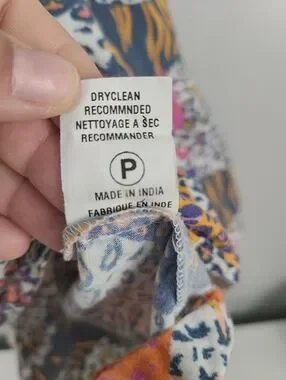 DRYCLEAN
RECOMMNDED
NETTOYAGE A SEC
RECOMMANDER
P
MADE IN INDIA
FABRIQUE EN INDE